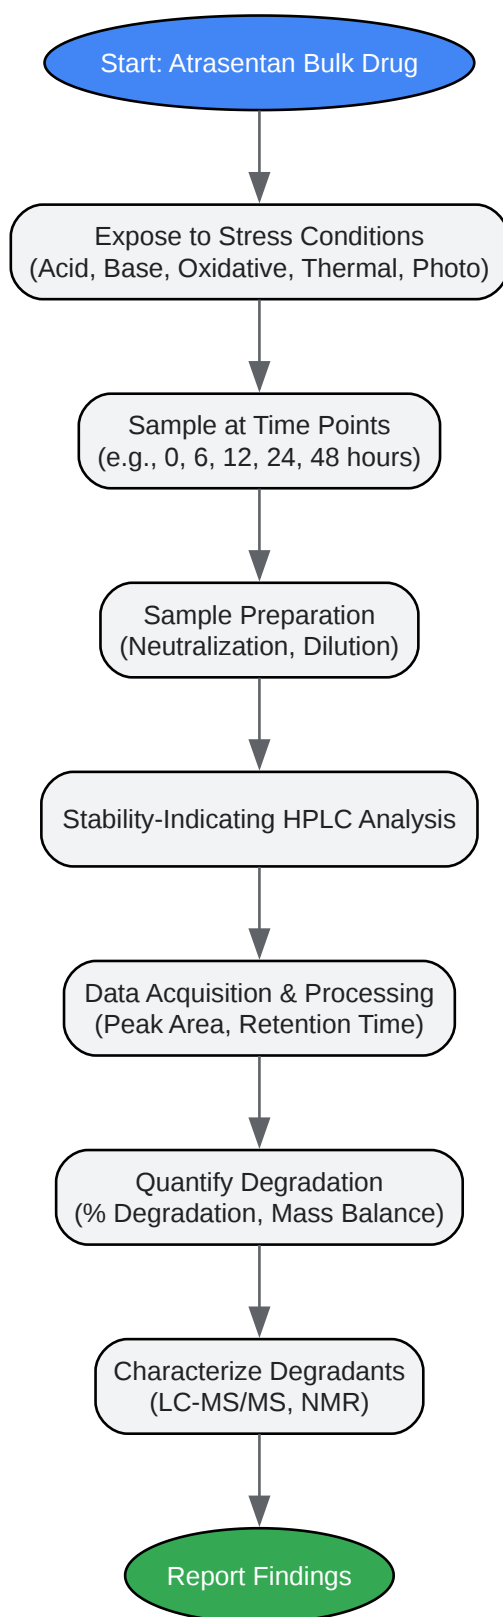 Start: Atrasentan Bulk Drug
Expose to Stress Conditions
(Acid, Base, Oxidative, Thermal, Photo)
Sample at Time Points
(e.g., 0, 6, 12, 24, 48 hours)
Sample Preparation
(Neutralization, Dilution)
Stability-Indicating HPLC Analysis
Data Acquisition & Processing
(Peak Area, Retention Time)
Quantify Degradation
(% Degradation, Mass Balance)
Characterize Degradants
(LC-MS/MS, NMR)
Report Findings